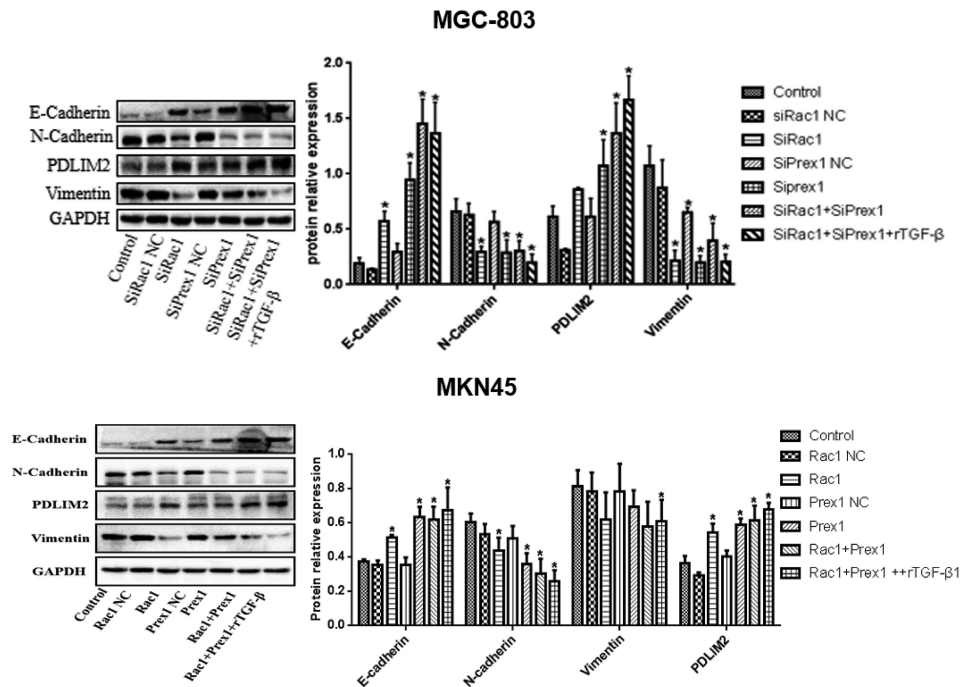 MGC-803
E-Cadherin
N-Cadherin
PDLIM2
Vimentin
GAPDH
Control
SiRac1 NC
SiRac1
SiPrex1 NC
SiPrex1
SiRac1+SiPrex1
SiRac1+SiPrex1
+rTGF-β
protein relative expression
2.0
1.5
1.0
0.5
0.0
* * * * * * * * * * * * * * * *
E-Cadherin
N-Cadherin
PDLIM2
Vimentin
Control
siRac1 NC
SiRac1
SiPrex1 NC
Siprex1
SiRac1+SiPrex1
SiRac1+SiPrex1+rTGF-β
MKN45
E-Cadherin
N-Cadherin
PDLIM2
Vimentin
GAPDH
Control
Rac1 NC
Rac1
Prex1 NC
Prex1
Rac1+Prex1
Rac1+Prex1+rTGF-β
Protein relative expression
1.0
0.8
0.6
0.4
0.2
0.0
* * * * * * * * * * * * *
E-cadherin
N-cadherin
Vimentin
PDLIM2
Control
Rac1 NC
Rac1
Prex1 NC
Prex1
Rac1+Prex1
Rac1+Prex1 ++rTGF-β1